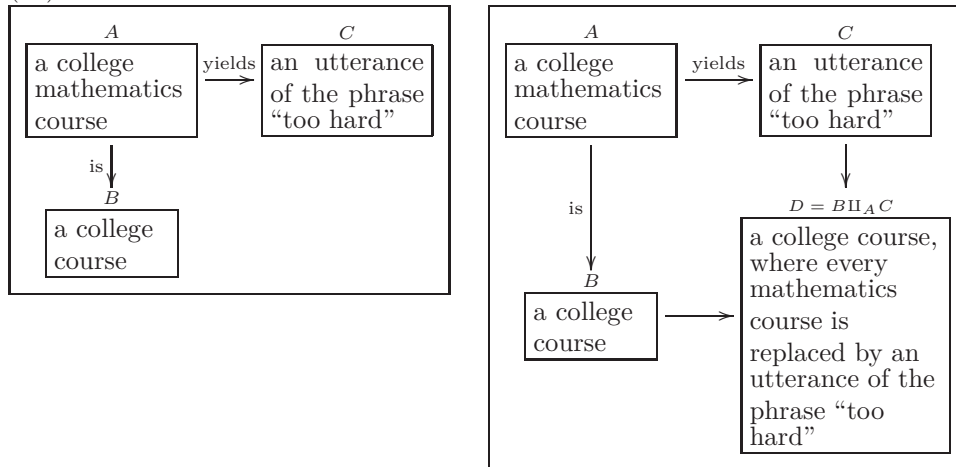 A
a college
mathematics
course
yields
C
an utterance
of the phrase
“too hard”
is
B
a college
course
A
a college
mathematics
course
yields
C
an utterance
of the phrase
“too hard”
is
B
a college
course
D = B ⨿_A C
a college course,
where every
mathematics
course is
replaced by an
utterance of the
phrase “too
hard”